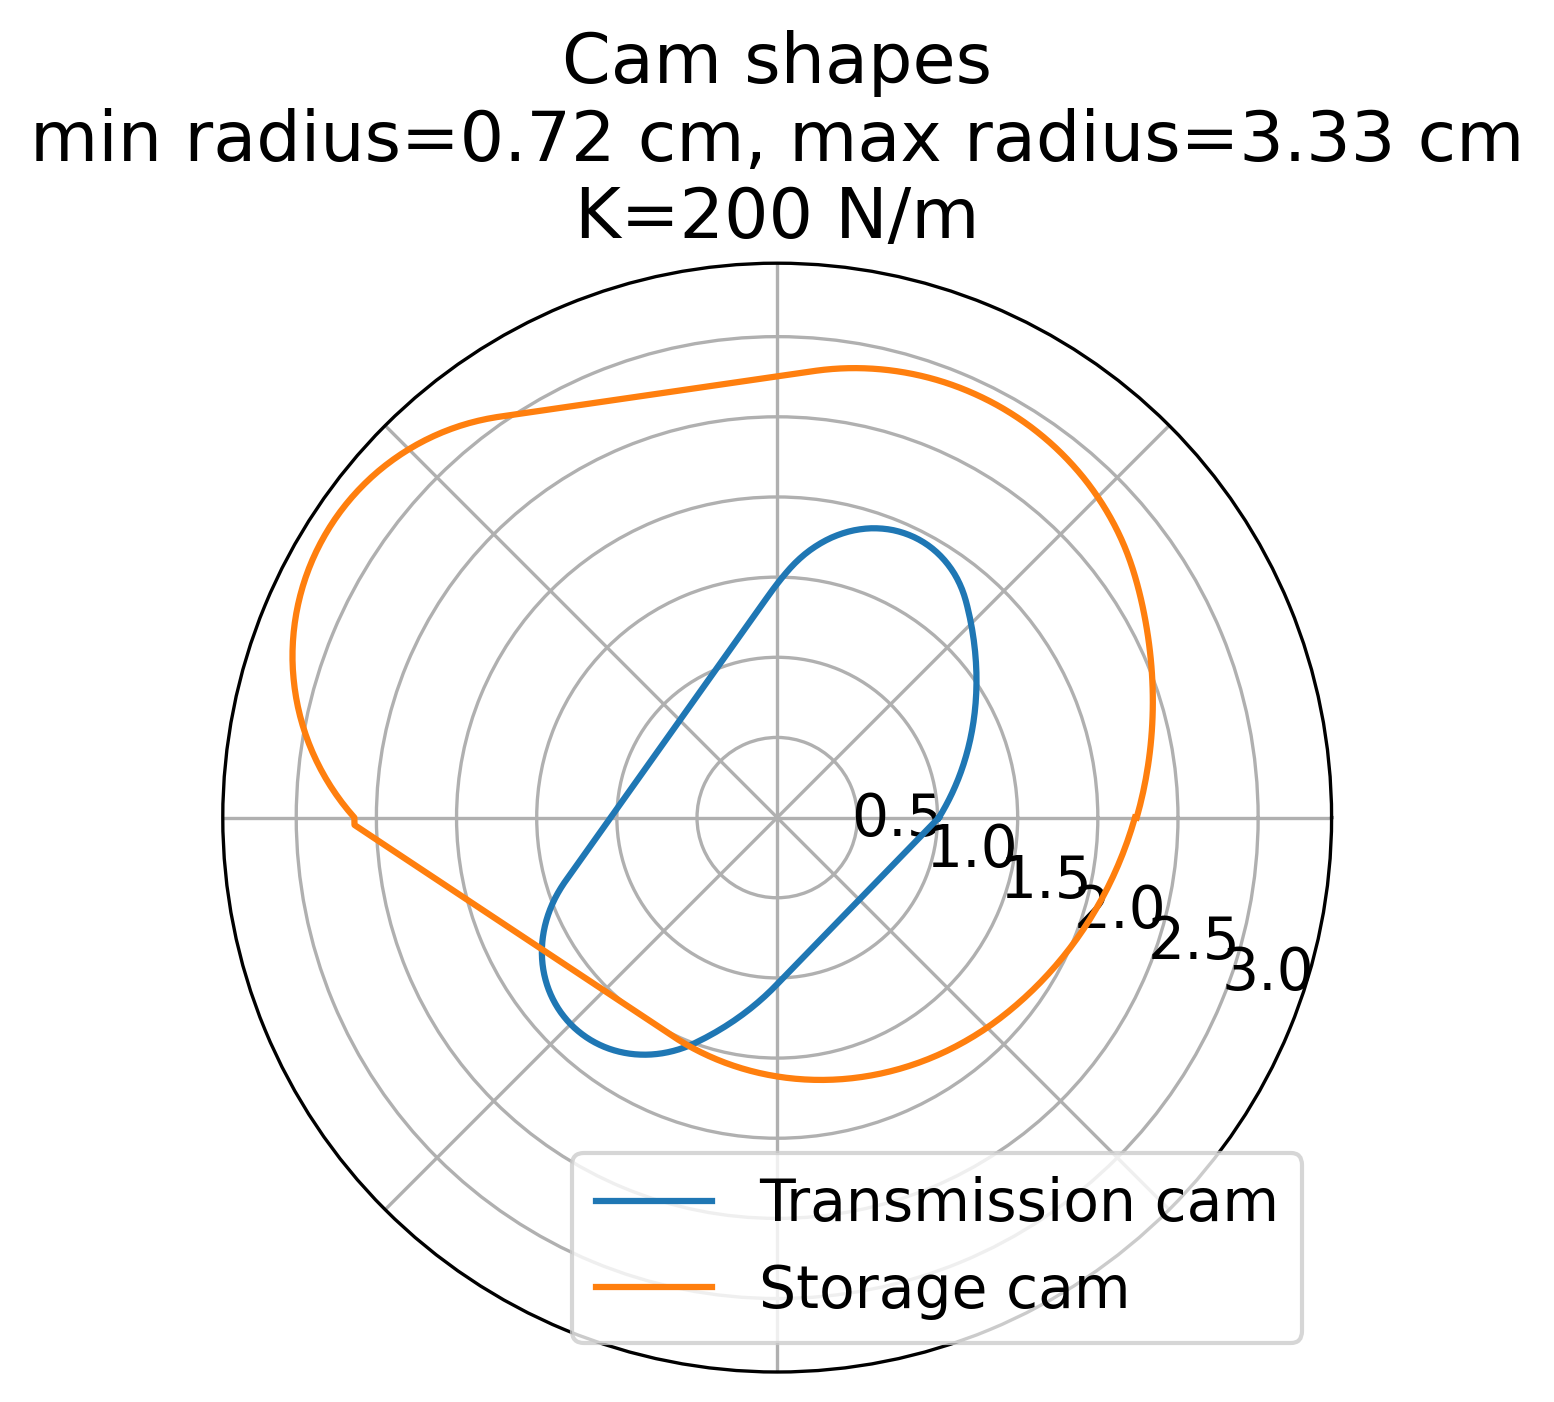 Cam shapes
min radius=0.72 cm, max radius=3.33 cm
K=200 N/m
0.5
1.0
1.5
2.0
2.5
3.0
Transmission cam
Storage cam